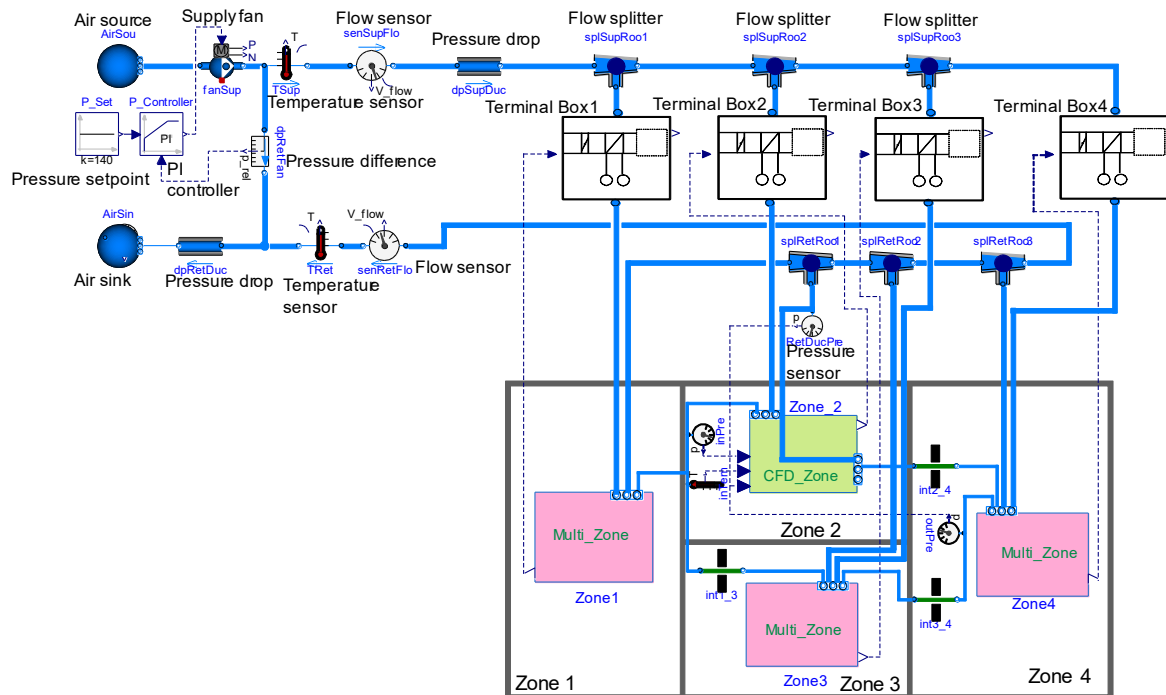 Air source
AirSou
Supply fan
M
P
N
fanSup
T
TSup
Temperature sensor
Flow sensor
senSupFlo
V_flow
Pressure drop
dpSupDuc
Flow splitter
splSupRoo1
Flow splitter
splSupRoo2
Flow splitter
splSupRoo3
Terminal Box1
Terminal Box2
Terminal Box3
Terminal Box4
P_Set
k=140
Pressure setpoint
P_Controller
PI
PI
controller
dpRetFan
p_rel
Pressure difference
AirSin
Air sink
dpRetDuc
Pressure drop
T
TRet
Temperature
sensor
V_flow
senRetFlo
Flow sensor
splRetRoo1
splRetRoo2
splRetRoo3
p
RetDucPre
Pressure
sensor
Zone_2
inPre
p
CFD_Zone
T
inTem
int2_4
Zone 2
outPre
p
Multi_Zone
Zone1
Multi_Zone
Zone4
int1_3
Multi_Zone
Zone3
int3_4
Zone 1
Zone 3
Zone 4